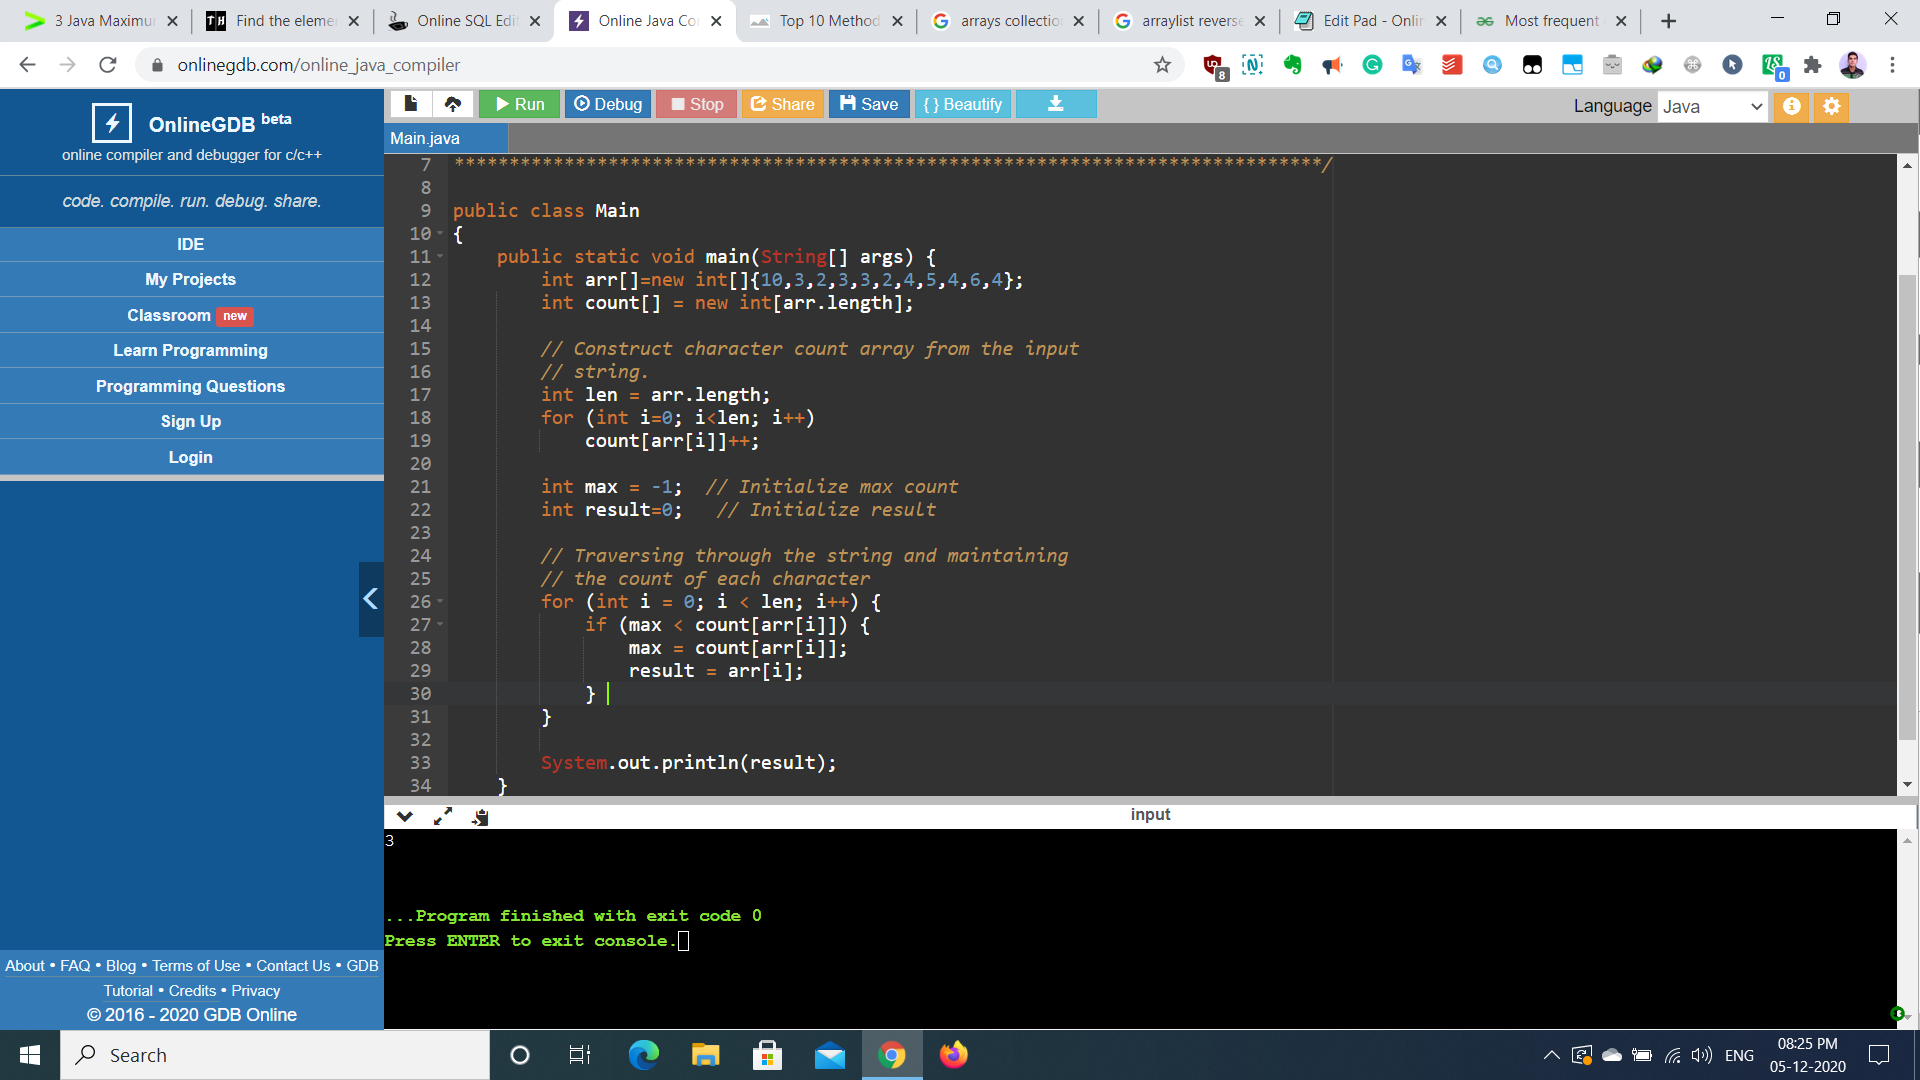 3 Java Maximu
Find the eleme
Online SQL Edi
Online Java Co
Top 10 Method
arrays collectio
arraylist reverse
Edit Pad - Onlin
Most frequent
onlinegdb.com/online_java_compiler
8
0
OnlineGDB beta
online compiler and debugger for c/c++
code. compile. run. debug. share.
IDE
My Projects
Classroom new
Learn Programming
Programming Questions
Sign Up
Login
About • FAQ • Blog • Terms of Use • Contact Us • GDB
Tutorial • Credits • Privacy
© 2016 - 2020 GDB Online
Run Debug Stop Share Save { } Beautify
Language Java
Main.java
7 *******************************************************************************/
8
9 public class Main
10 {
11 public static void main(String[] args) {
12 int arr[]=new int[]{10,3,2,3,3,2,4,5,4,6,4};
13 int count[] = new int[arr.length];
14
15 // Construct character count array from the input
16 // string.
17 int len = arr.length;
18 for (int i=0; i<len; i++)
19 count[arr[i]]++;
20
21 int max = -1;  // Initialize max count
22 int result=0;   // Initialize result
23
24 // Traversing through the string and maintaining
25 // the count of each character
26 for (int i = 0; i < len; i++) {
27 if (max < count[arr[i]]) {
28 max = count[arr[i]];
29 result = arr[i];
30 }
31 }
32
33 System.out.println(result);
34 }
input
3
...Program finished with exit code 0
Press ENTER to exit console.
Search
ENG
08:25 PM
05-12-2020